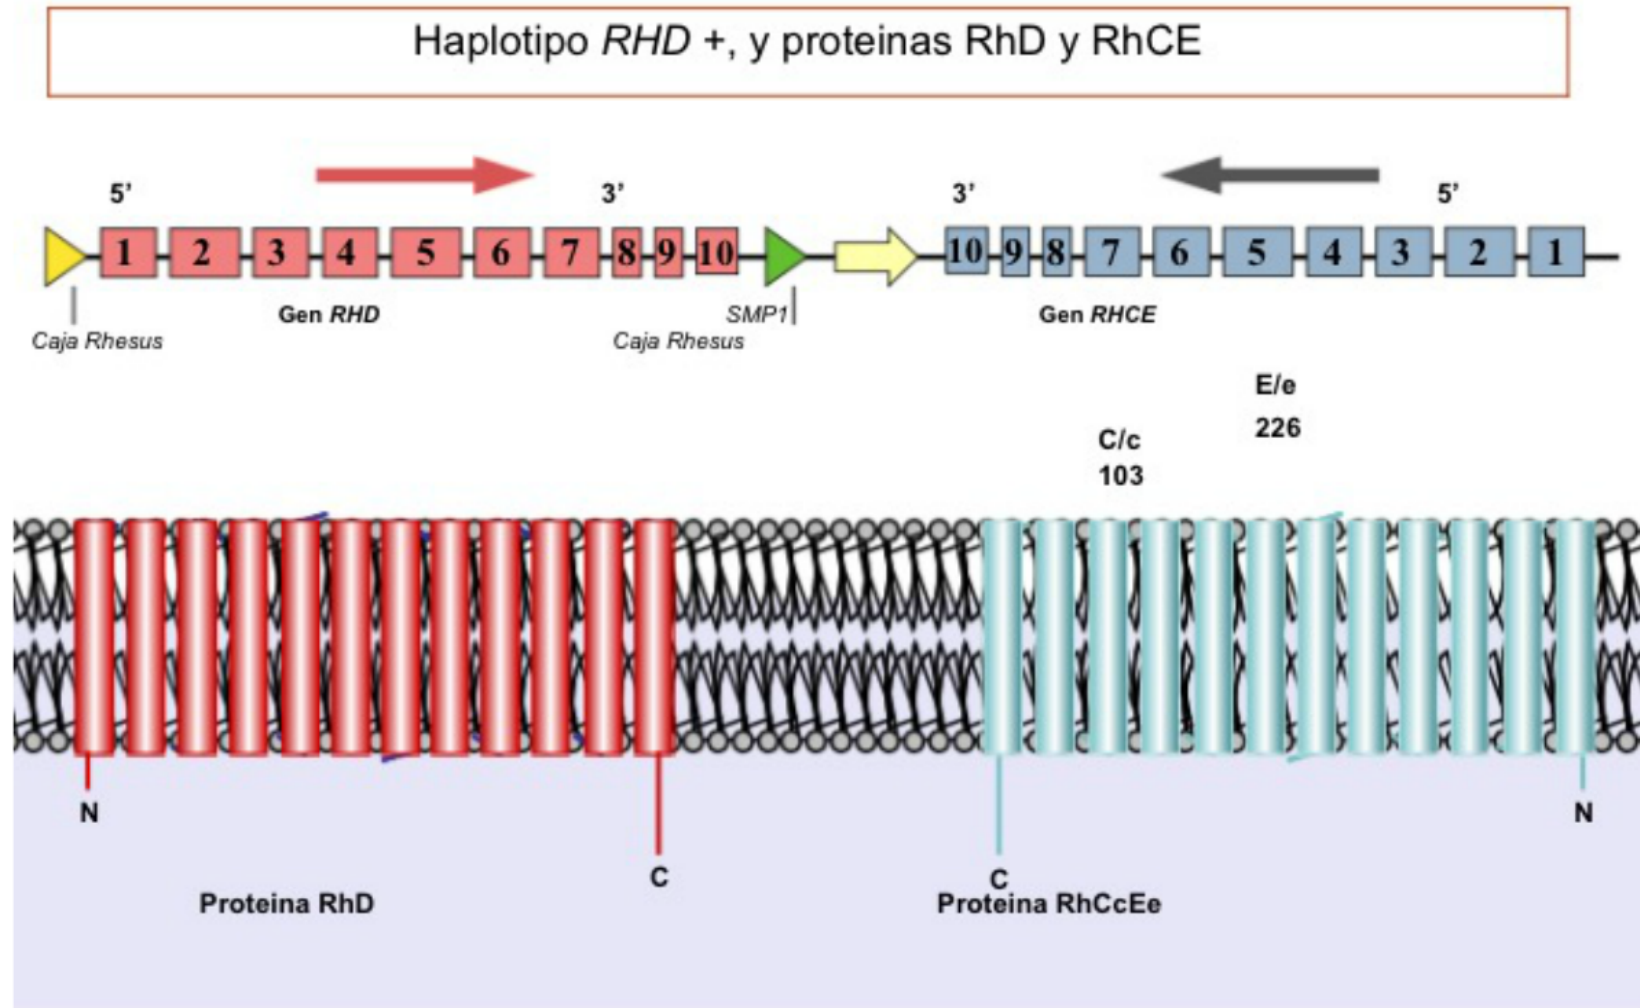 Haplotipo RHD +, y proteinas RhD y RhCE
5’ 3’ 3’ 5’
1 2 3 4 5 6 7 8 9 10 10 9 8 7 6 5 4 3 2 1
Gen RHD SMP1 Gen RHCE
Caja Rhesus Caja Rhesus
E/e
226
C/c
103
N N
C C
Proteina RhD Proteina RhCcEe